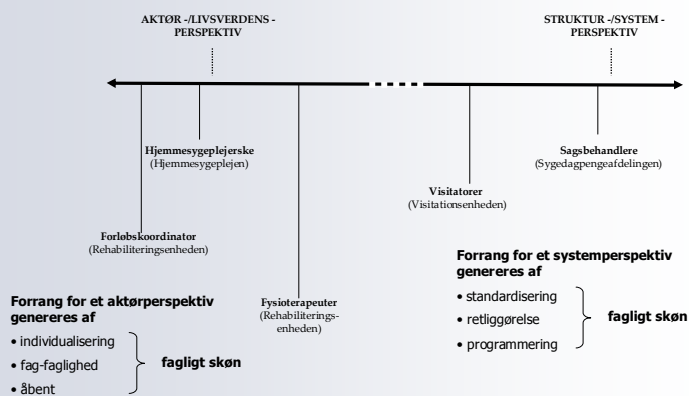 AKTØR -/LIVSVERDENS -
PERSPEKTIV
STRUKTUR -/SYSTEM -
PERSPEKTIV
Hjemmesygeplejerske
(Hjemmesygeplejen)
Sagsbehandlere
(Sygedagpengeafdelingen)
Visitatorer
(Visitationsenheden)
Forløbskoordinator
(Rehabiliteringsenheden)
Fysioterapeuter
(Rehabiliterings-
enheden)
Forrang for et aktørperspektiv
genereres af
• individualisering
• fag-faglighed
• åbent
fagligt skøn
Forrang for et systemperspektiv
genereres af
• standardisering
• retliggørelse
• programmering
fagligt skøn